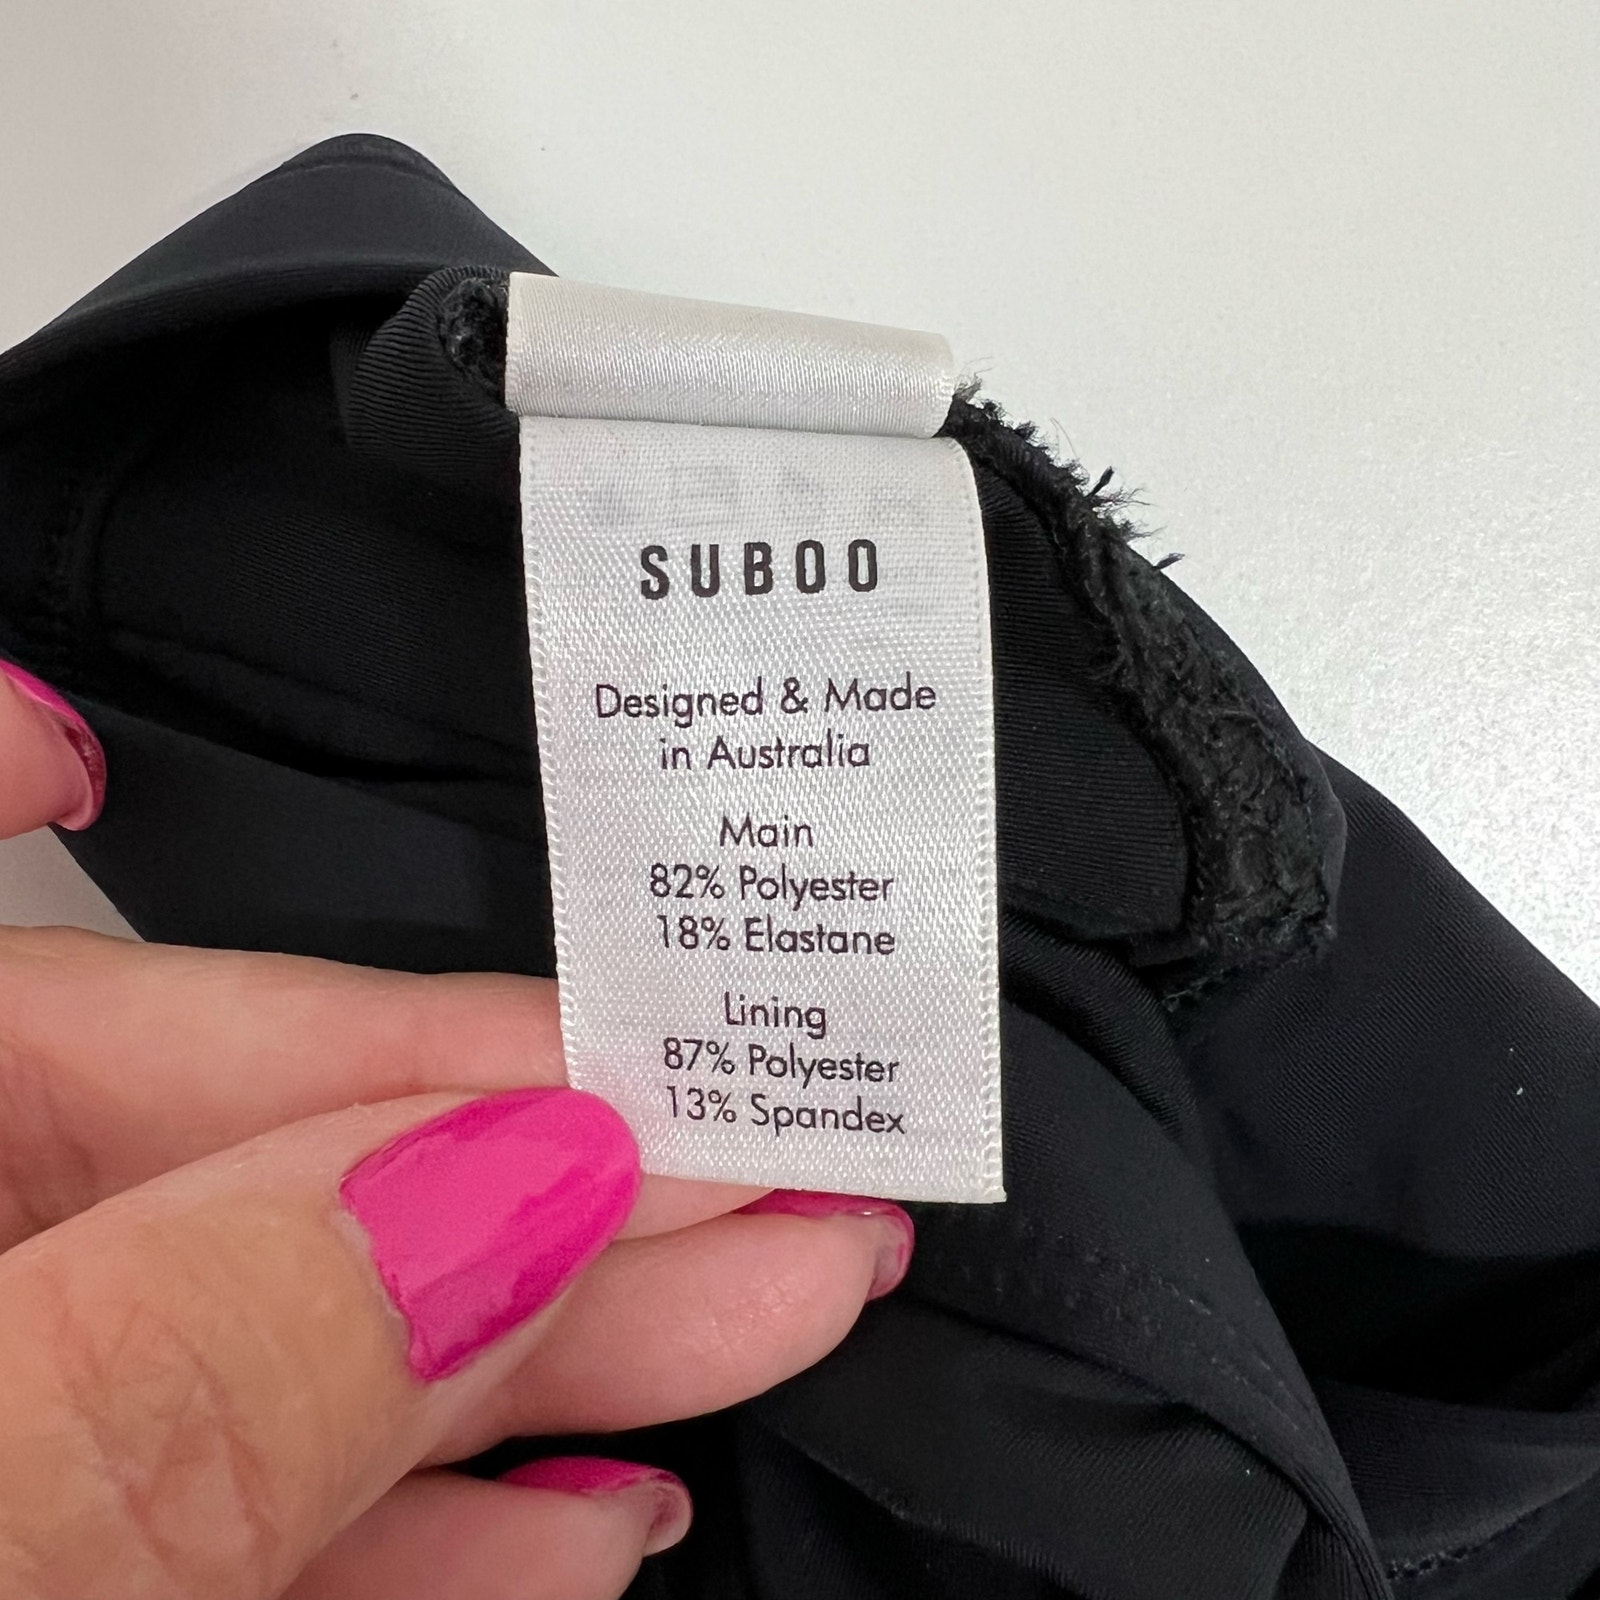 SUBOO
Designed & Made
in Australia
Main
82% Polyester
18% Elastane
Lining
87% Polyester
13% Spandex